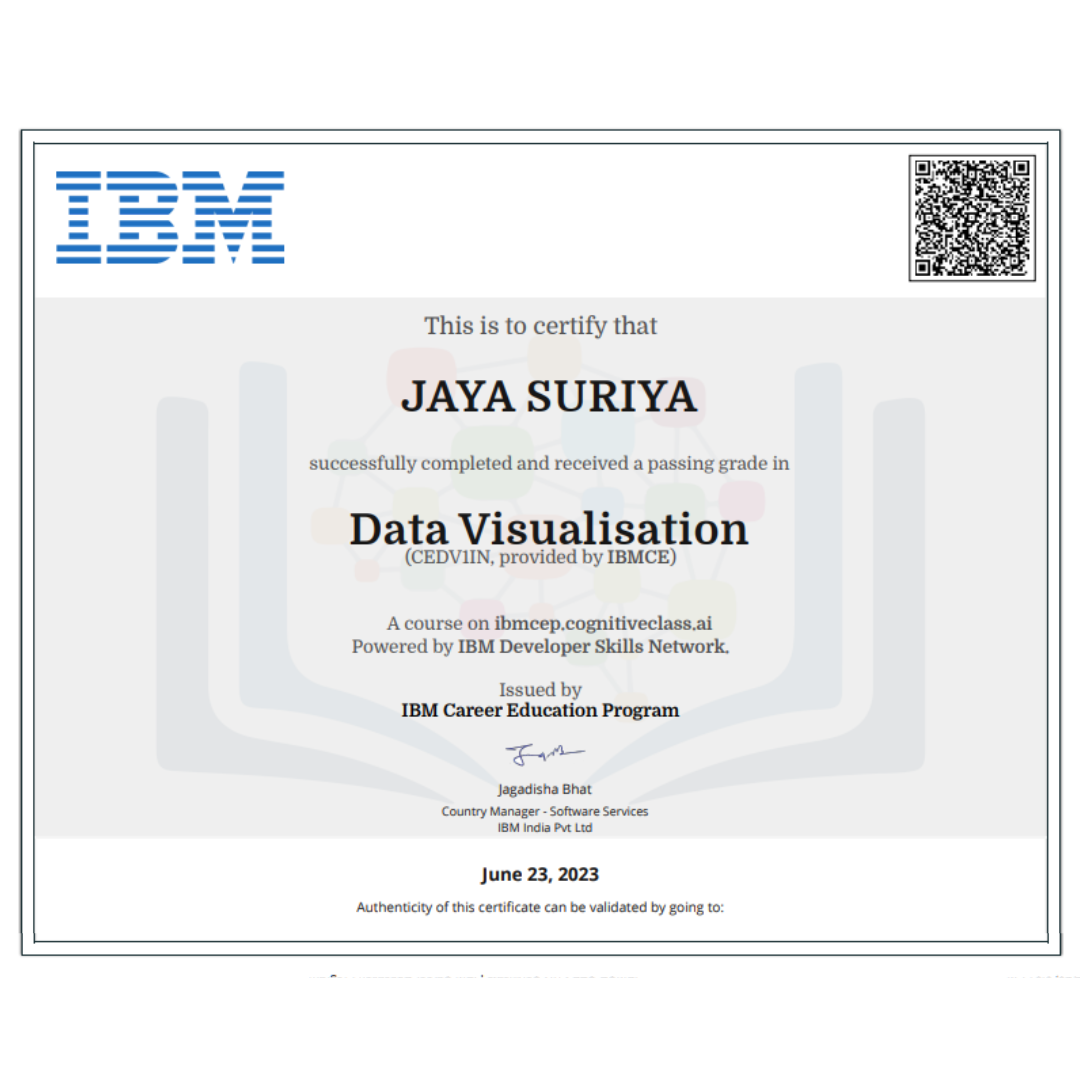 IBM
This is to certify that
JAYA SURIYA
successfully completed and received a passing grade in
Data Visualisation
(CEDV1IN, provided by IBMCE)
A course on ibmcep.cognitiveclass.ai
Powered by IBM Developer Skills Network.
Issued by
IBM Career Education Program
Jagadisha Bhat
Country Manager - Software Services
IBM India Pvt Ltd
June 23, 2023
Authenticity of this certificate can be validated by going to: